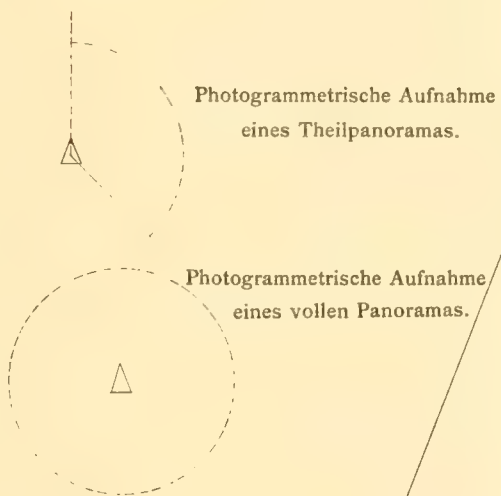 Photogrammetrische Aufnahme
eines Theilpanoramas.
Photogrammetrische Aufnahme
eines vollen Panoramas.